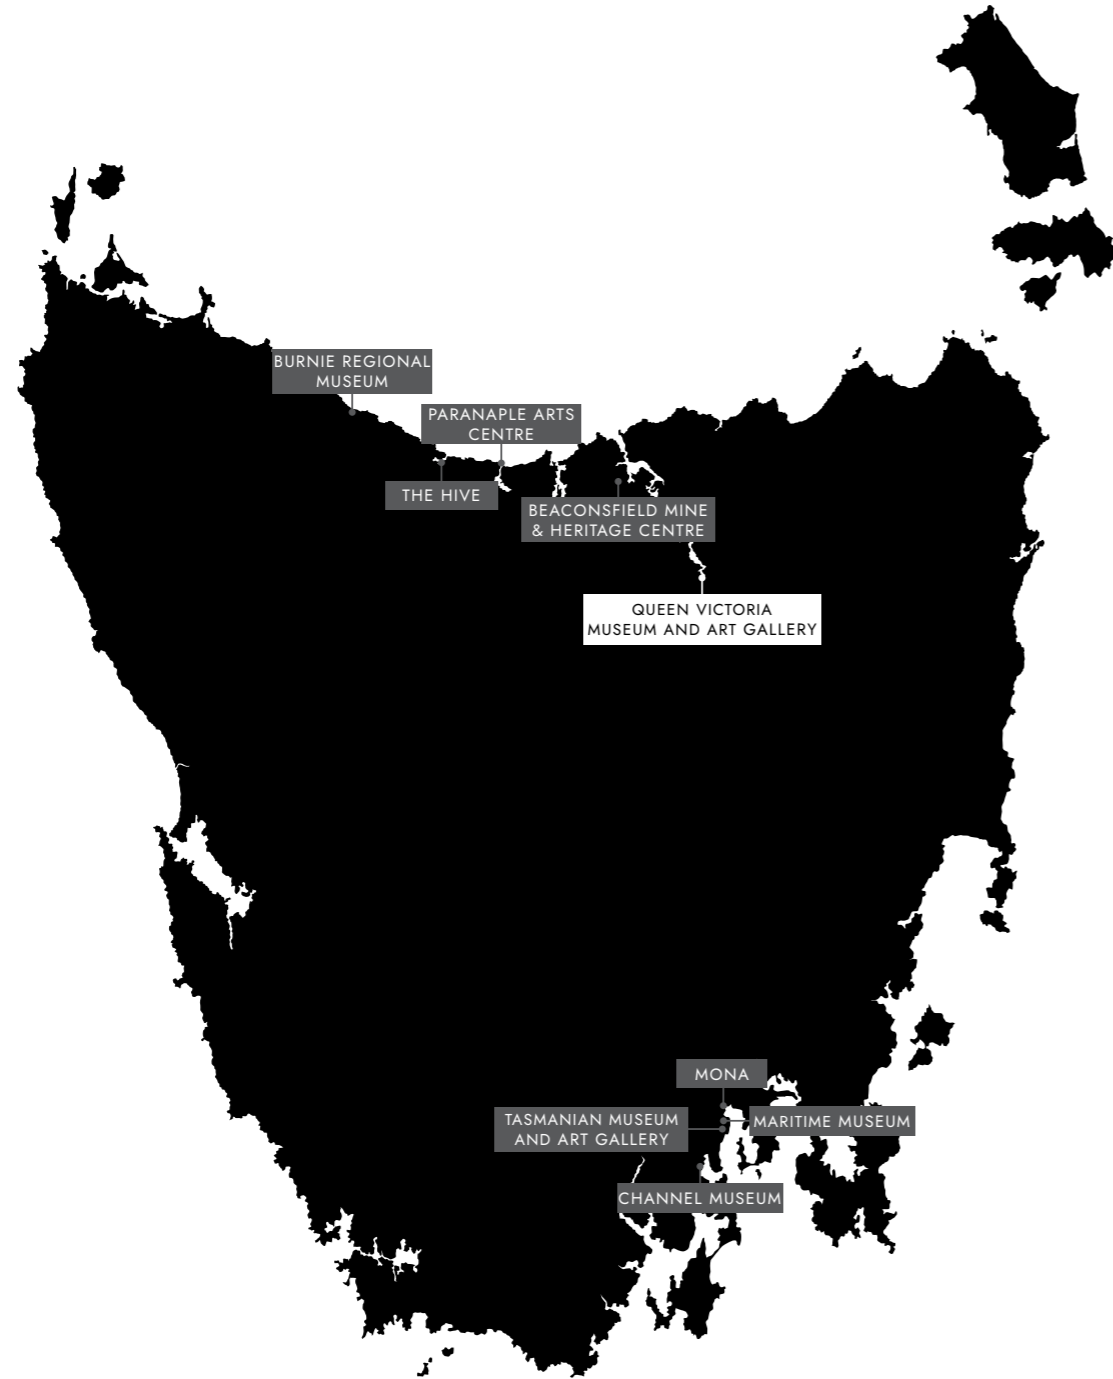 BURNIE REGIONAL
MUSEUM
PARANAPLE ARTS
CENTRE
THE HIVE
BEACONSFIELD MINE
& HERITAGE CENTRE
QUEEN VICTORIA
MUSEUM AND ART GALLERY
MONA
TASMANIAN MUSEUM
AND ART GALLERY
MARITIME MUSEUM
CHANNEL MUSEUM